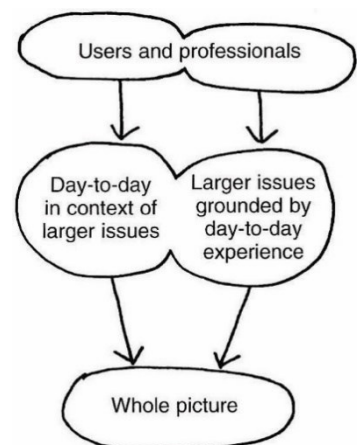 Users and professionals
Day-to-day
in context of
larger issues
Larger issues
grounded by
day-to-day
experience
Whole picture